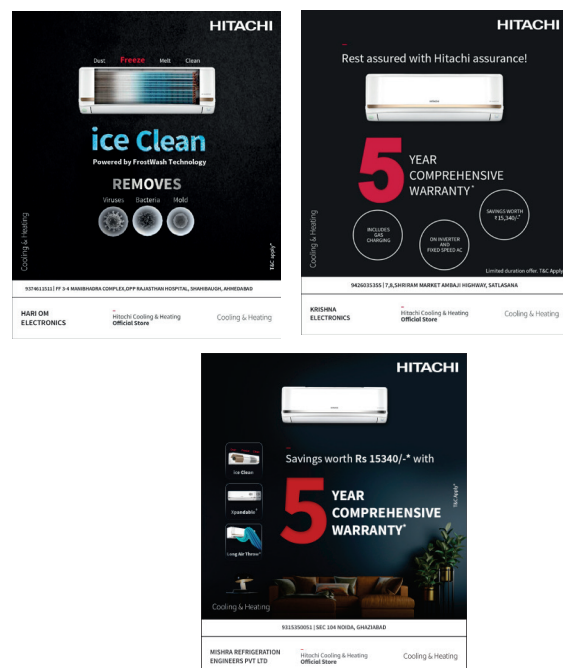 HITACHI
Dust Freeze Melt Clean
ice Clean
Powered by FrostWash Technology
REMOVES
Viruses Bacteria Mold
Cooling & Heating
T&C apply*
9374611511 | FF 3-4 MANIBHADRA COMPLEX,OPP RAJASTHAN HOSPITAL, SHAHIBAUGH, AHMEDABAD
HARI OM
ELECTRONICS
Hitachi Cooling & Heating
Official Store
Cooling & Heating
HITACHI
Rest assured with Hitachi assurance!
5 YEAR
COMPREHENSIVE
WARRANTY*
INCLUDES
GAS
CHARGING
ON INVERTER
AND
FIXED SPEED AC
SAVINGS WORTH
₹15,340/-*
Cooling & Heating
Limited duration offer. T&C Apply
9426035355 | 7,8,SHRIRAM MARKET AMBAJI HIGHWAY, SATLASANA
KRISHNA
ELECTRONICS
Hitachi Cooling & Heating
Official Store
Cooling & Heating
HITACHI
Savings worth Rs 15340/-* with
ice Clean
Xpandable+
Long Air Throw*
5 YEAR
COMPREHENSIVE
WARRANTY*
T&C Apply*
Cooling & Heating
9315350051 | SEC 104 NOIDA, GHAZIABAD
MISHRA REFRIGERATION
ENGINEERS PVT LTD
Hitachi Cooling & Heating
Official Store
Cooling & Heating